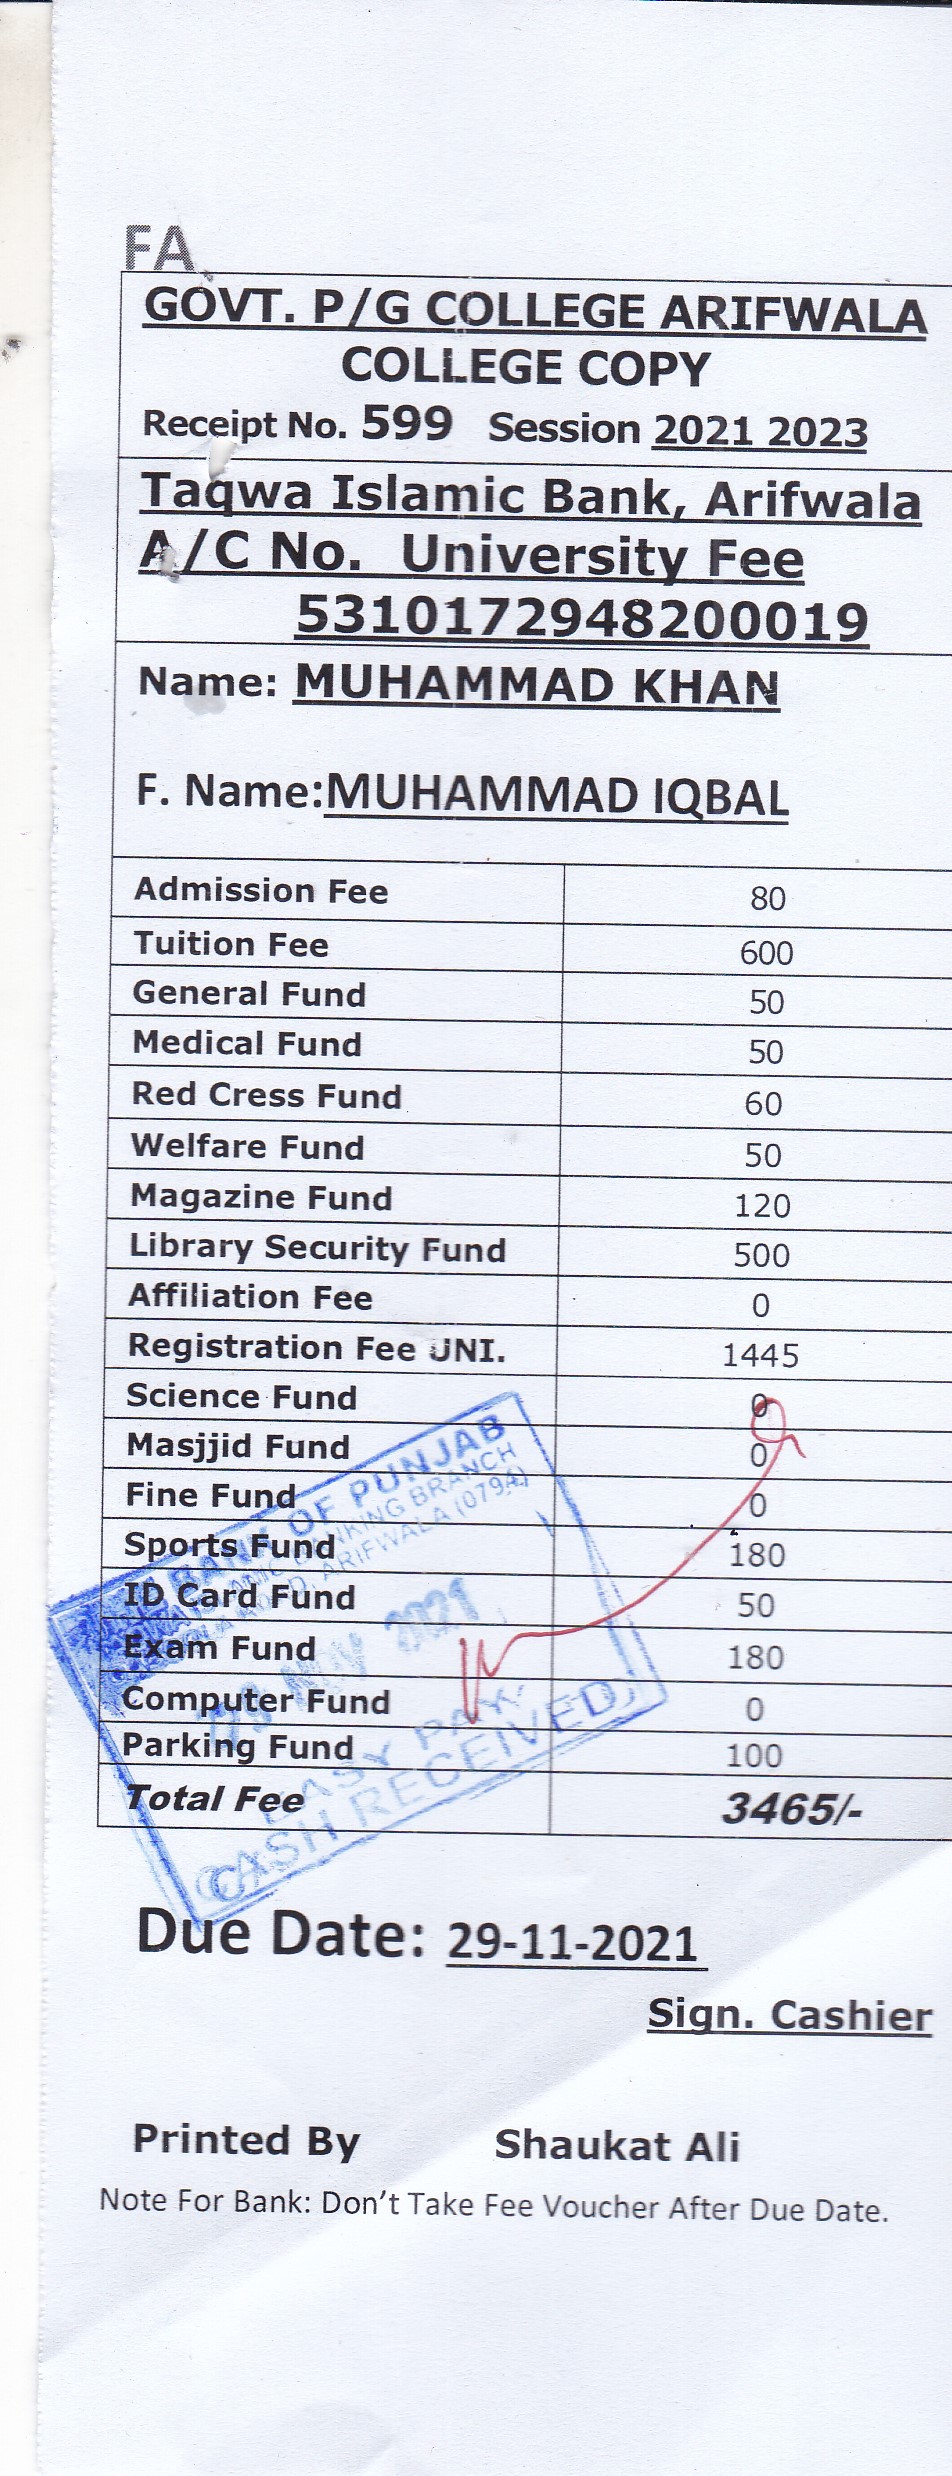 FA
GOVT. P/G COLLEGE ARIFWALA
COLLEGE COPY
Receipt No. 599 Session 2021 2023
Taqwa Islamic Bank, Arifwala
A/C No. University Fee
5310172948200019
Name: MUHAMMAD KHAN
F. Name:MUHAMMAD IQBAL
Admission Fee 80
Tuition Fee 600
General Fund 50
Medical Fund 50
Red Cress Fund 60
Welfare Fund 50
Magazine Fund 120
Library Security Fund 500
Affiliation Fee 0
Registration Fee UNI. 1445
Science Fund 0
Masjjid Fund 0
Fine Fund 0
Sports Fund 180
ID Card Fund 50
Exam Fund 180
Computer Fund 0
Parking Fund 100
Total Fee 3465/-
BANK OF PUNJAB
BANKING BRANCH
ARIFWALA (079A)
NOV 2021
EASY PAY
CASH RECEIVED
Due Date: 29-11-2021
Sign. Cashier
Printed By Shaukat Ali
Note For Bank: Don't Take Fee Voucher After Due Date.